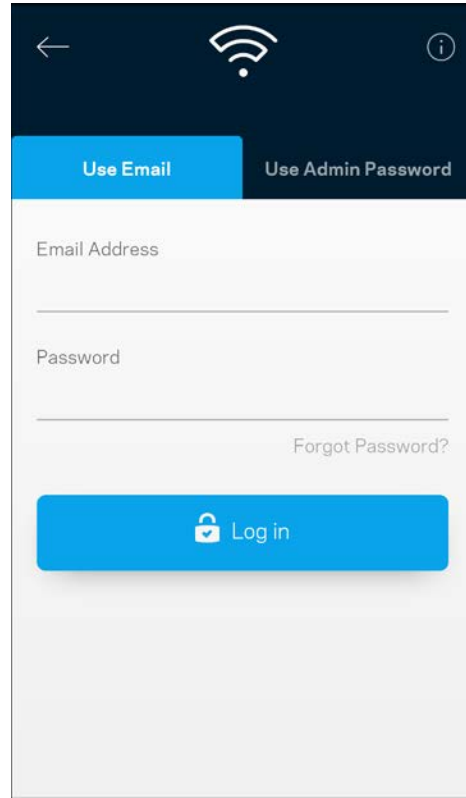 Use Email
Use Admin Password
Email Address
Password
Forgot Password?
Log in